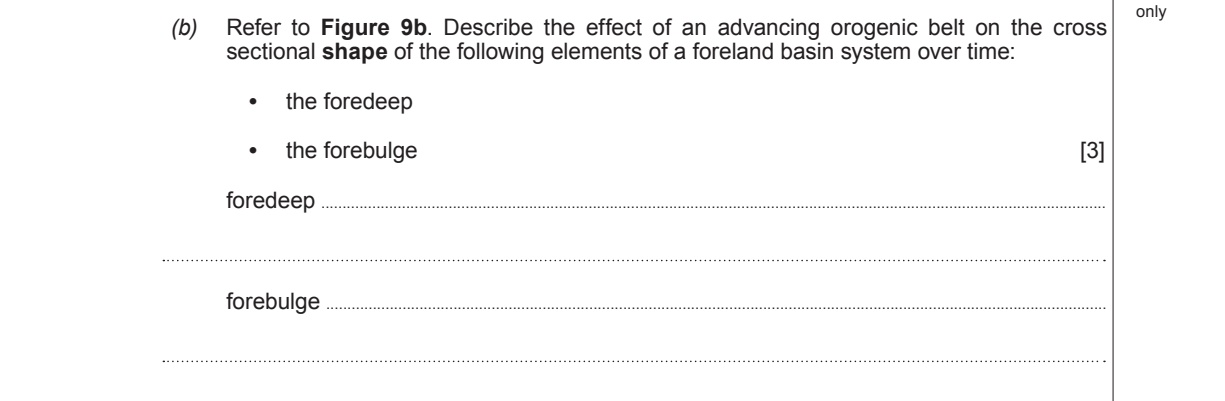 only
(b) Refer to Figure 9b. Describe the effect of an advancing orogenic belt on the cross
sectional shape of the following elements of a foreland basin system over time:
• the foredeep
• the forebulge [3]
foredeep
forebulge